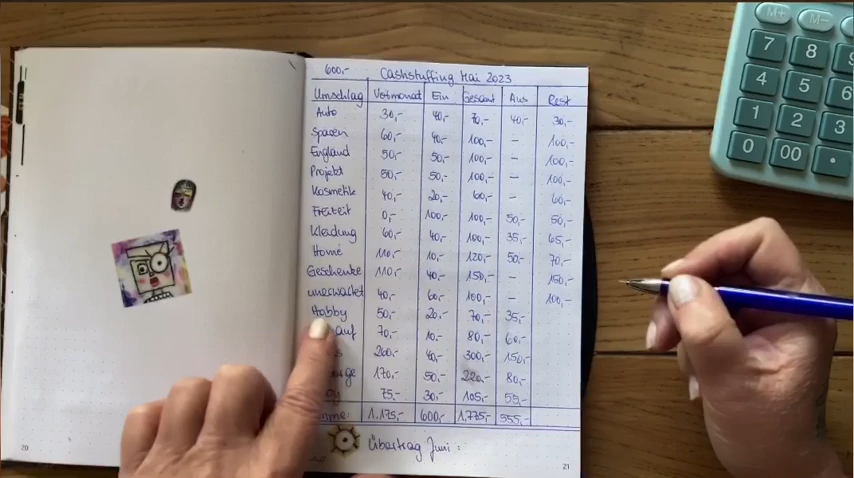 600,- Cashstuffing Mai 2023
Umschlag Vormonat Ein Gesamt Aus Rest
Auto 30,- 40,- 70,- 40,- 30,-
Sparen 60,- 40,- 100,- - 100,-
England 50,- 50,- 100,- - 100,-
Projekt 50,- 50,- 100,- - 100,-
Kosmetik 40,- 20,- 60,- - 60,-
Freizeit 0,- 100,- 100,- 50,- 50,-
Kleidung 60,- 40,- 100,- 35,- 65,-
Home 110,- 10,- 120,- 50,- 70,-
Geschenke 110,- 40,- 150,- - 150,-
unerwartet 40,- 60,- 100,- - 100,-
Hobby 50,- 20,- 70,- 35,-
auf 70,- 10,- 80,- 60,-
s 260,- 40,- 300,- 150,-
ge 170,- 50,- 220,- 80,-
75,- 30,- 105,- 55,-
mme: 1.175,- 600,- 1.775,- 555,-
Übertrag Juni:
20
21
M+ M-
7 8
4 5 6
1 2 3
0 00 •